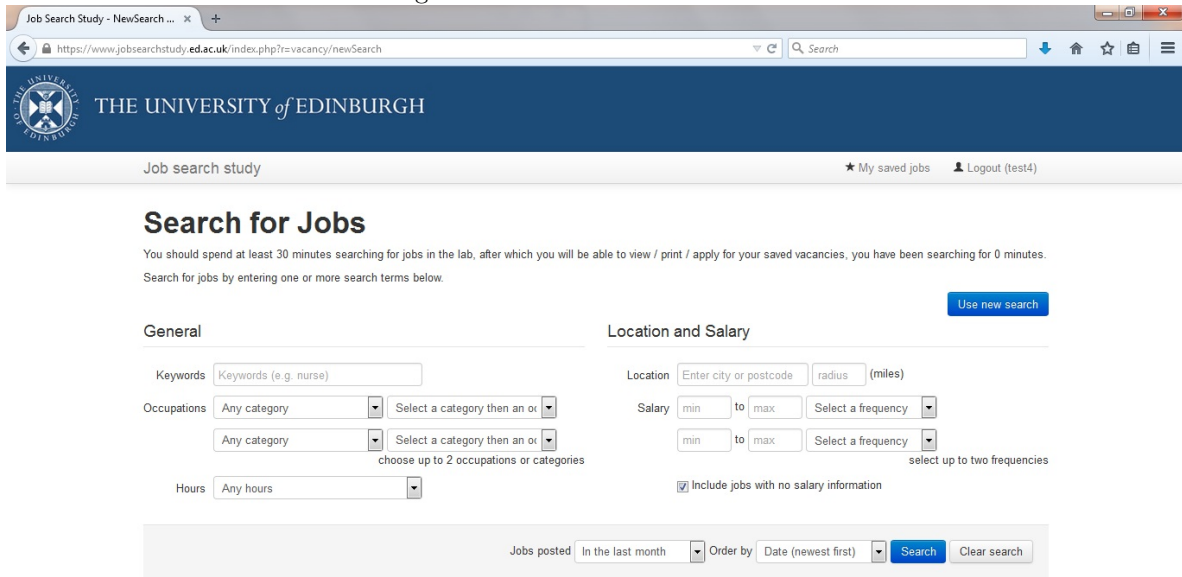 Job Search Study - NewSearch ... × +
https://www.jobsearchstudy.ed.ac.uk/index.php?r=vacancy/newSearch
Search
THE UNIVERSITY of EDINBURGH
THE UNIVERSITY of EDINBURGH
Job search study
My saved jobs
Logout (test4)
Search for Jobs
You should spend at least 30 minutes searching for jobs in the lab, after which you will be able to view / print / apply for your saved vacancies, you have been searching for 0 minutes.
Search for jobs by entering one or more search terms below.
Use new search
General
Keywords Keywords (e.g. nurse)
Occupations Any category Select a category then an oc
Any category Select a category then an oc
choose up to 2 occupations or categories
Hours Any hours
Location and Salary
Location Enter city or postcode radius (miles)
Salary min to max Select a frequency
min to max Select a frequency
select up to two frequencies
Include jobs with no salary information
Jobs posted In the last month Order by Date (newest first) Search Clear search